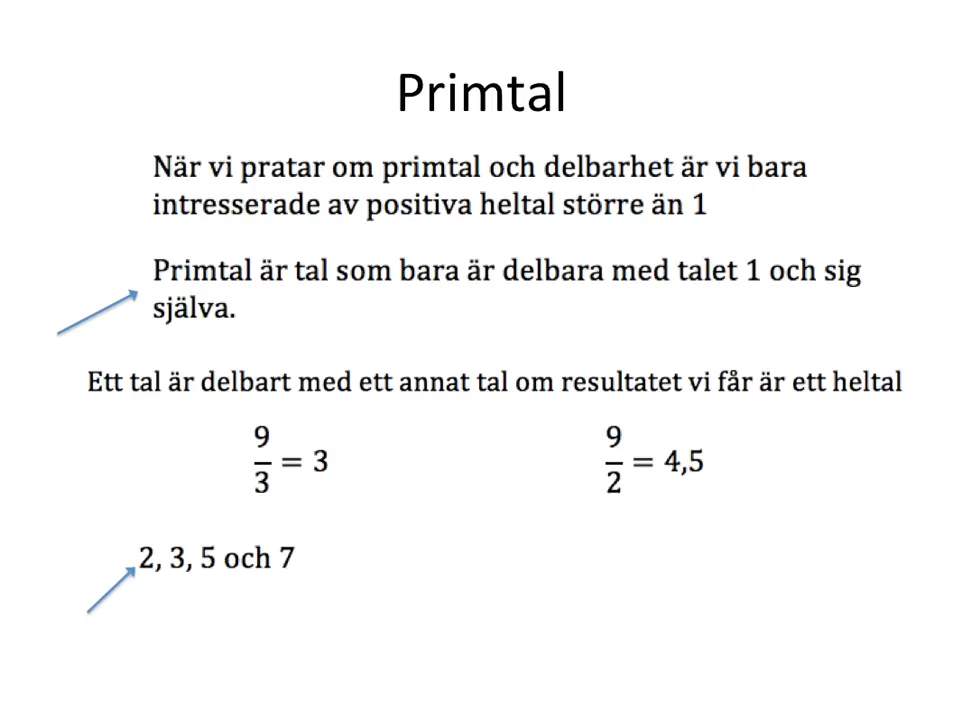 Primtal
När vi pratar om primtal och delbarhet är vi bara
intresserade av positiva heltal större än 1
Primtal är tal som bara är delbara med talet 1 och sig
själva.
Ett tal är delbart med ett annat tal om resultatet vi får är ett heltal
9/3 = 3 9/2 = 4,5
2, 3, 5 och 7